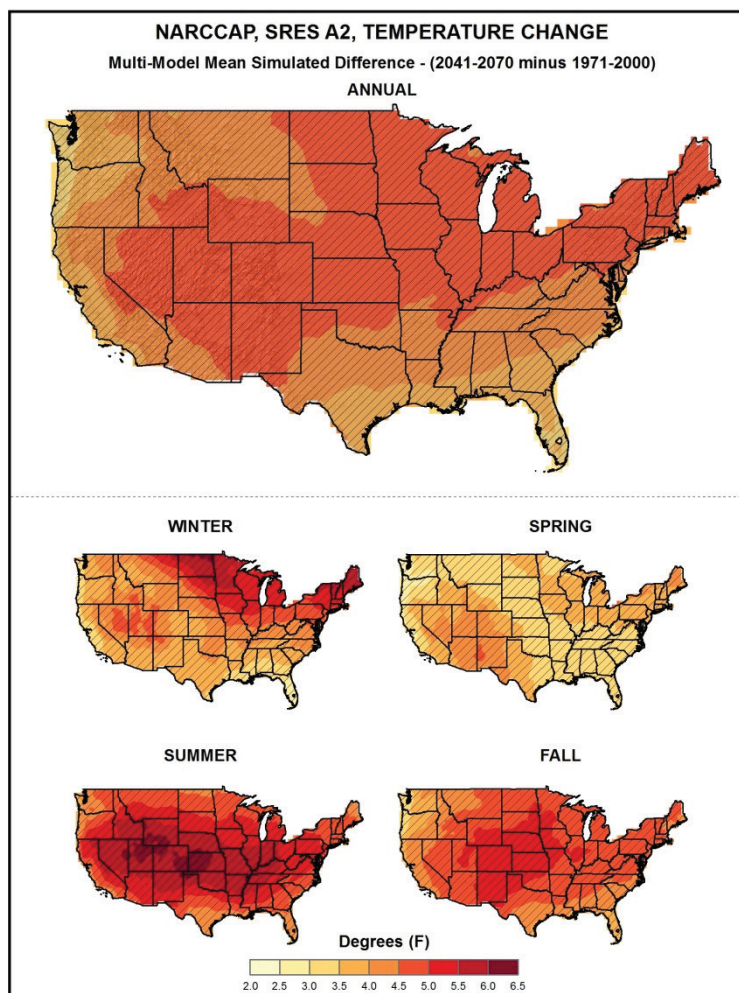 NARCCAP, SRES A2, TEMPERATURE CHANGE
Multi-Model Mean Simulated Difference - (2041-2070 minus 1971-2000)
ANNUAL
WINTER
SPRING
SUMMER
FALL
Degrees (F)
2.0 2.5 3.0 3.5 4.0 4.5 5.0 5.5 6.0 6.5